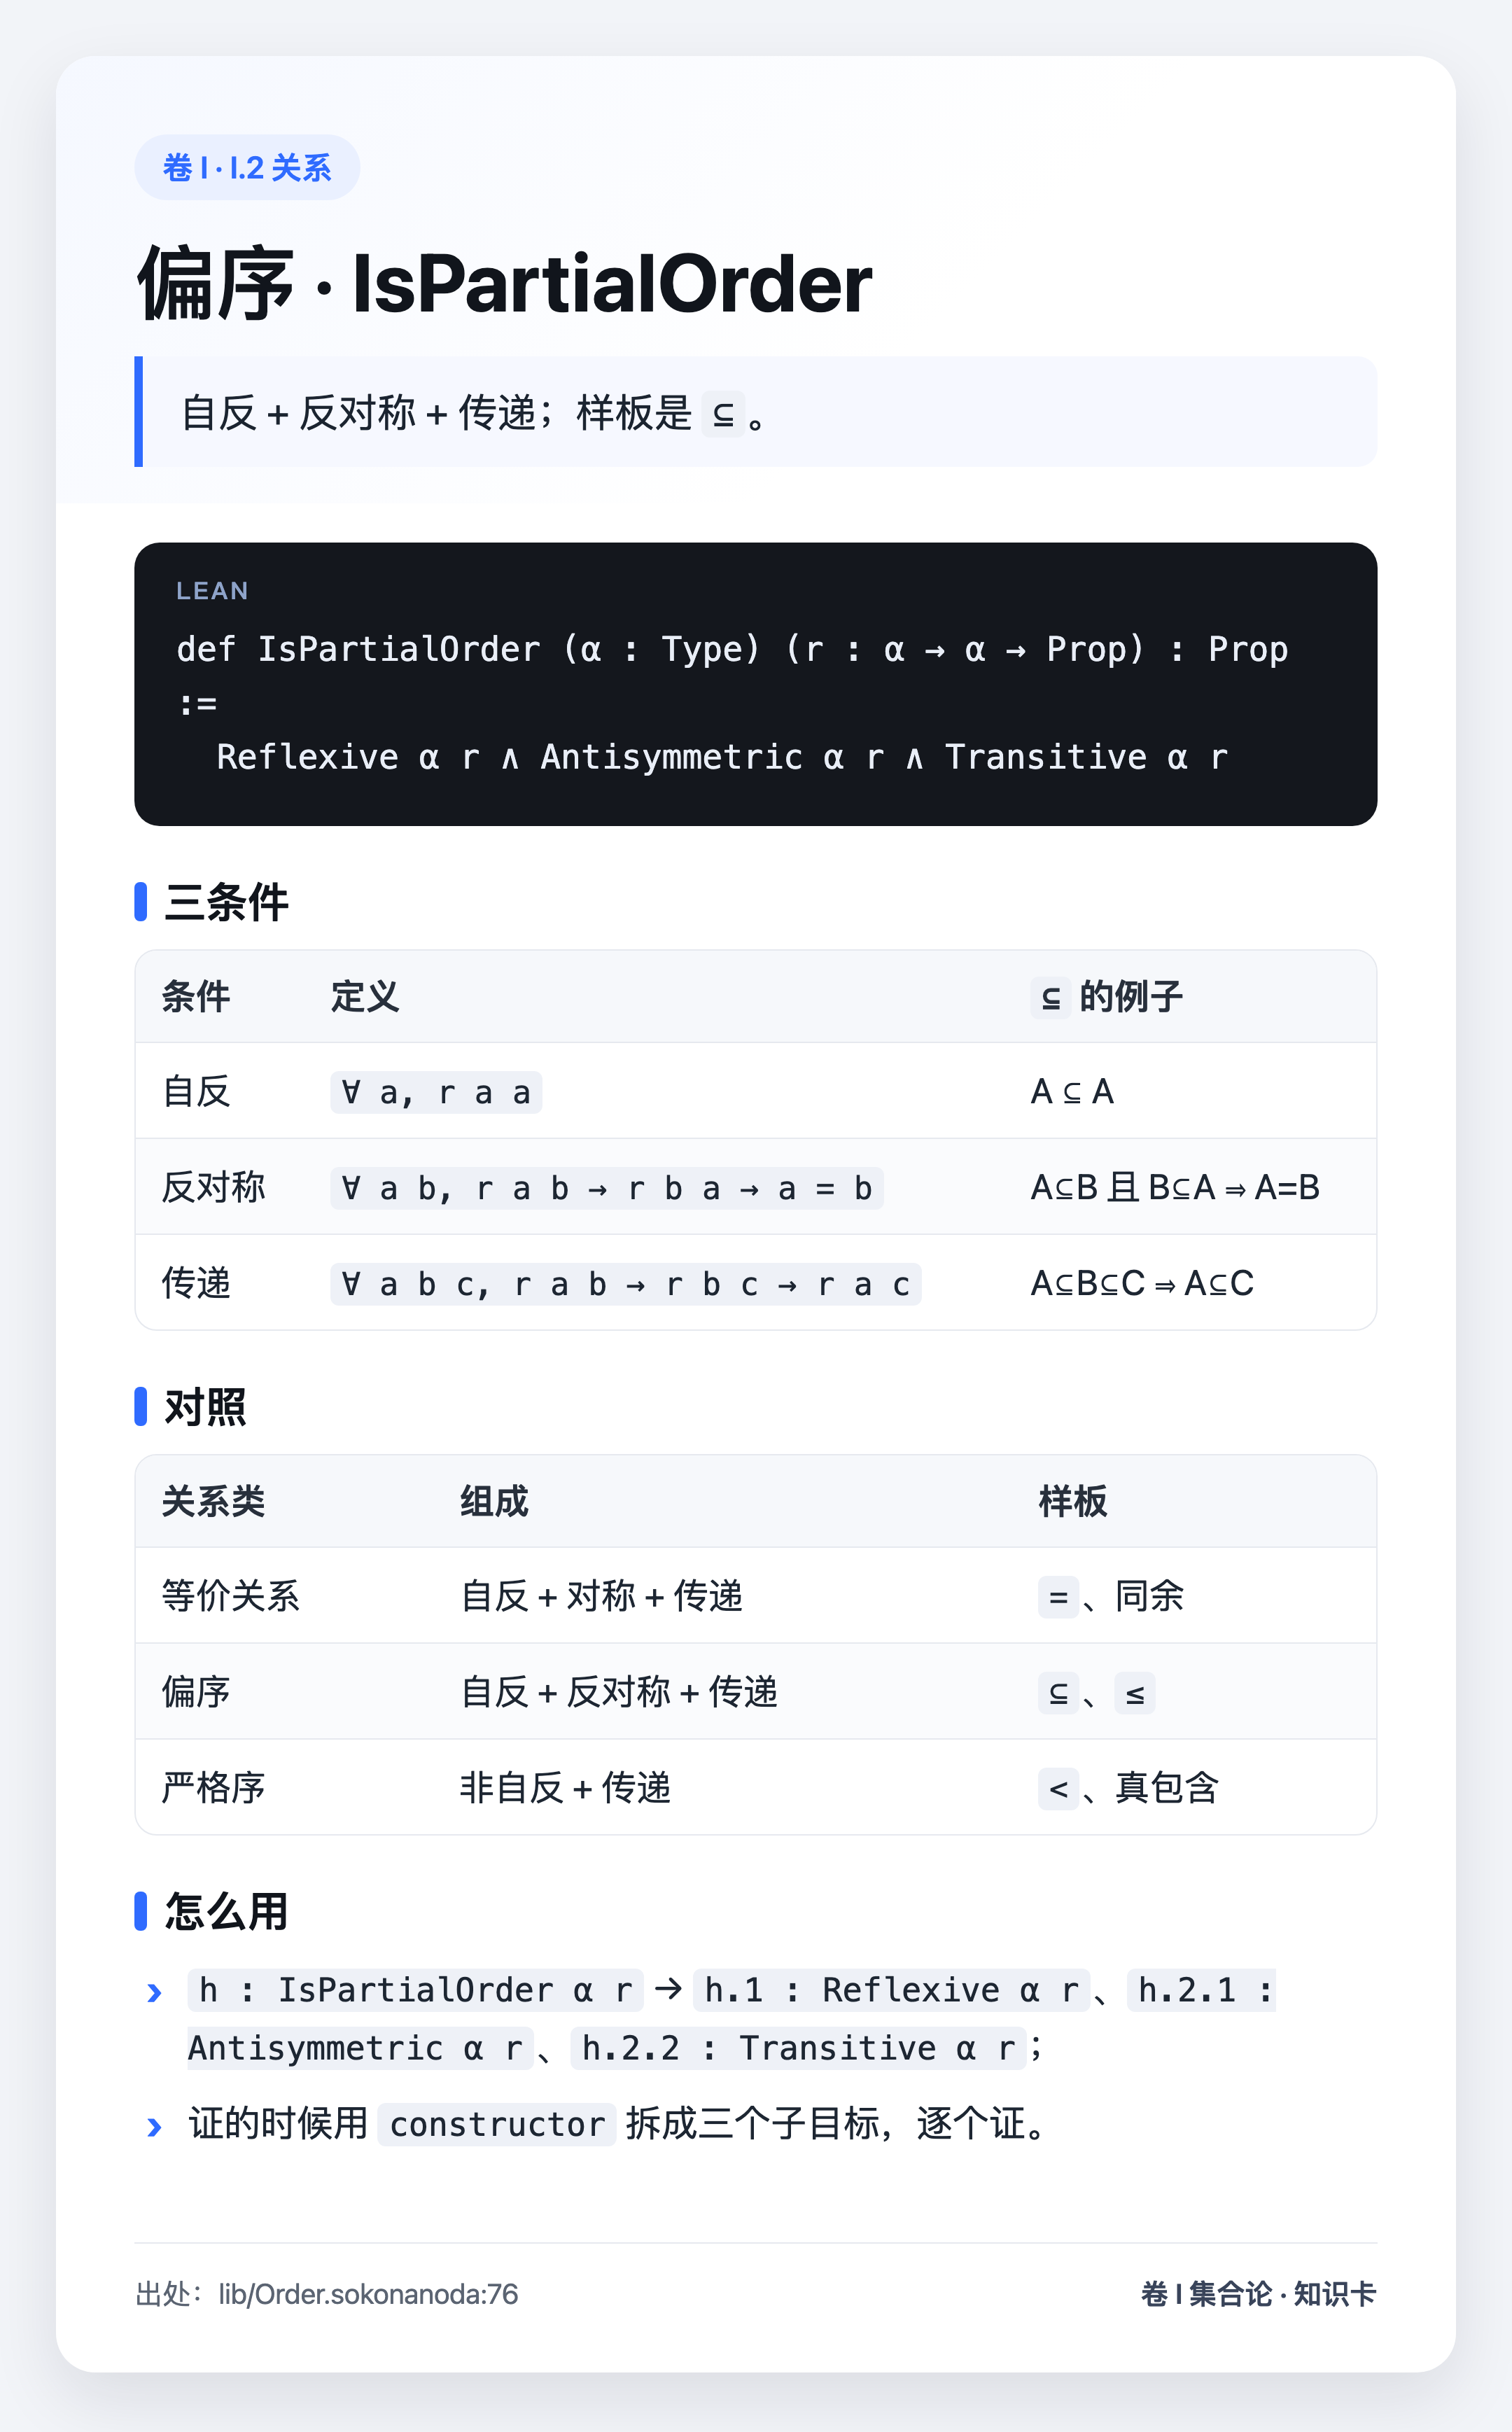 卷 I · I.2 关系
偏序 · IsPartialOrder
自反 + 反对称 + 传递；样板是 ⊆。
LEAN
def IsPartialOrder (α : Type) (r : α → α → Prop) : Prop
:=
  Reflexive α r ∧ Antisymmetric α r ∧ Transitive α r
三条件
条件 定义 ⊆ 的例子
自反 ∀ a, r a a A ⊆ A
反对称 ∀ a b, r a b → r b a → a = b A⊆B 且 B⊆A ⇒ A=B
传递 ∀ a b c, r a b → r b c → r a c A⊆B⊆C ⇒ A⊆C
对照
关系类 组成 样板
等价关系 自反 + 对称 + 传递 =、同余
偏序 自反 + 反对称 + 传递 ⊆、≤
严格序 非自反 + 传递 <、真包含
怎么用
› h : IsPartialOrder α r → h.1 : Reflexive α r、h.2.1 :
Antisymmetric α r、h.2.2 : Transitive α r；
› 证的时候用 constructor 拆成三个子目标，逐个证。
出处：lib/Order.sokonanoda:76
卷 I 集合论 · 知识卡